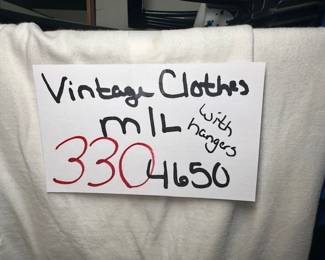 Vintage Clothes
M/L with hangers
330 4650